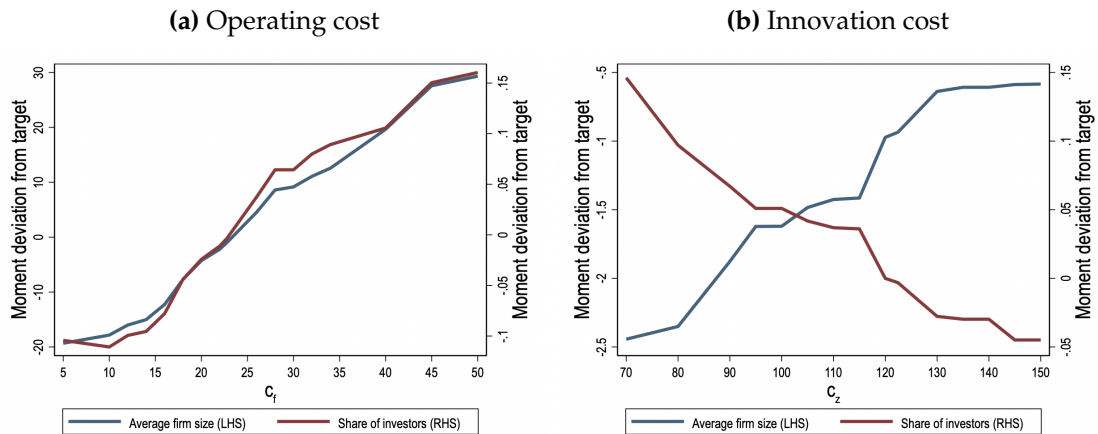 (a) Operating cost
Moment deviation from target
30
20
10
0
-10
-20
.15
.1
.05
0
-.05
-.1
Moment deviation from target
5 10 15 20 25 30 35 40 45 50
c_f
Average firm size (LHS) Share of investors (RHS)
(b) Innovation cost
Moment deviation from target
-.5
-1
-1.5
-2
-2.5
.15
.1
.05
0
-.05
Moment deviation from target
70 80 90 100 110 120 130 140 150
c_z
Average firm size (LHS) Share of investors (RHS)